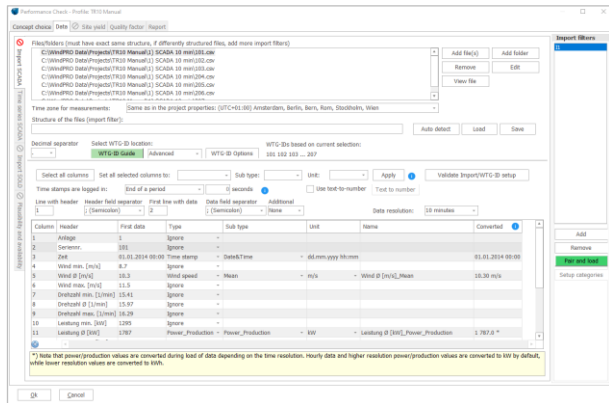 Performance Check - Profile: TR10 Manual
Concept choice Data Site yield Quality factor Report
Import SCADA
Time series SCADA
Import SOLD
Plausibility and availability
Files/folders (must have exact same structure, if differently structured files, add more import filters)
C:\WindPRO Data\Projects\TR10 Manual\1) SCADA 10 min\101.csv
C:\WindPRO Data\Projects\TR10 Manual\1) SCADA 10 min\102.csv
C:\WindPRO Data\Projects\TR10 Manual\1) SCADA 10 min\103.csv
C:\WindPRO Data\Projects\TR10 Manual\1) SCADA 10 min\204.csv
C:\WindPRO Data\Projects\TR10 Manual\1) SCADA 10 min\205.csv
C:\WindPRO Data\Projects\TR10 Manual\1) SCADA 10 min\206.csv
Add file(s) Add folder
Remove Edit
View file
Time zone for measurements: Same as in the project properties: (UTC+01:00) Amsterdam, Berlin, Bern, Rom, Stockholm, Wien
Structure of the files (import filter):
Auto detect Load Save
Decimal separator Select WTG-ID location: WTG-IDs based on current selection:
. WTG-ID Guide Advanced WTG-ID Options 101 102 103 ... 207
Select all columns Set all selected columns to: Sub type: Unit: Apply Validate Import/WTG-ID setup
Time stamps are logged in: End of a period 0 seconds Use text-to-number Text to number
Line with header Header field separator First line with data Data field separator Additional
1 ; (Semicolon) 2 ; (Semicolon) None Data resolution: 10 minutes
Column Header First data Type Sub type Unit Name Converted
1 Anlage 1 Ignore
2 Seriennr. 101 Ignore
3 Zeit 01.01.2014 00:00 Time stamp Date&Time dd.mm.yyyy hh:mm 01.01.2014 00:00
4 Wind min. [m/s] 8.7 Ignore
5 Wind Ø [m/s] 10.3 Wind speed Mean m/s Wind Ø [m/s]_Mean 10.30 m/s
6 Wind max. [m/s] 11.5 Ignore
7 Drehzahl min. [1/min] 15.41 Ignore
8 Drehzahl Ø [1/min] 15.97 Ignore
9 Drehzahl max. [1/min] 16.29 Ignore
10 Leistung min. [kW] 1295 Ignore
11 Leistung Ø [kW] 1787 Power_Production Power_Production kW Leistung Ø [kW]_Power_Production 1 787.0 *
*) Note that power/production values are converted during load of data depending on the time resolution. Hourly data and higher resolution power/production values are converted to kW by default,
while lower resolution values are converted to kWh.
Import filters
Add
Remove
Pair and load
Setup categories
Ok Cancel